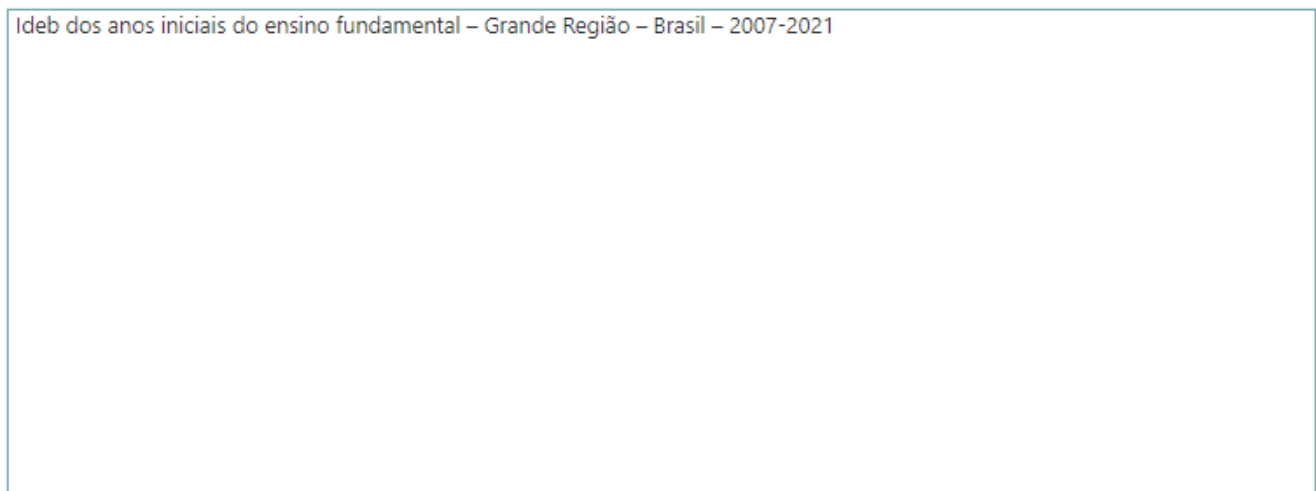 Ideb dos anos iniciais do ensino fundamental – Grande Região – Brasil – 2007-2021